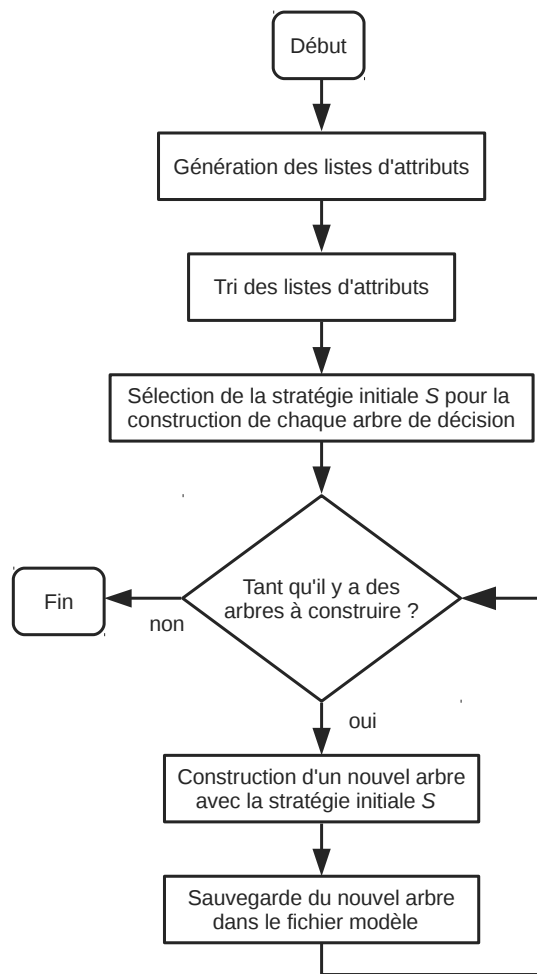 Début
Génération des listes d'attributs
Tri des listes d'attributs
Sélection de la stratégie initiale S pour la
construction de chaque arbre de décision
Tant qu'il y a des
arbres à construire ?
Fin
non
oui
Construction d'un nouvel arbre
avec la stratégie initiale S
Sauvegarde du nouvel arbre
dans le fichier modèle